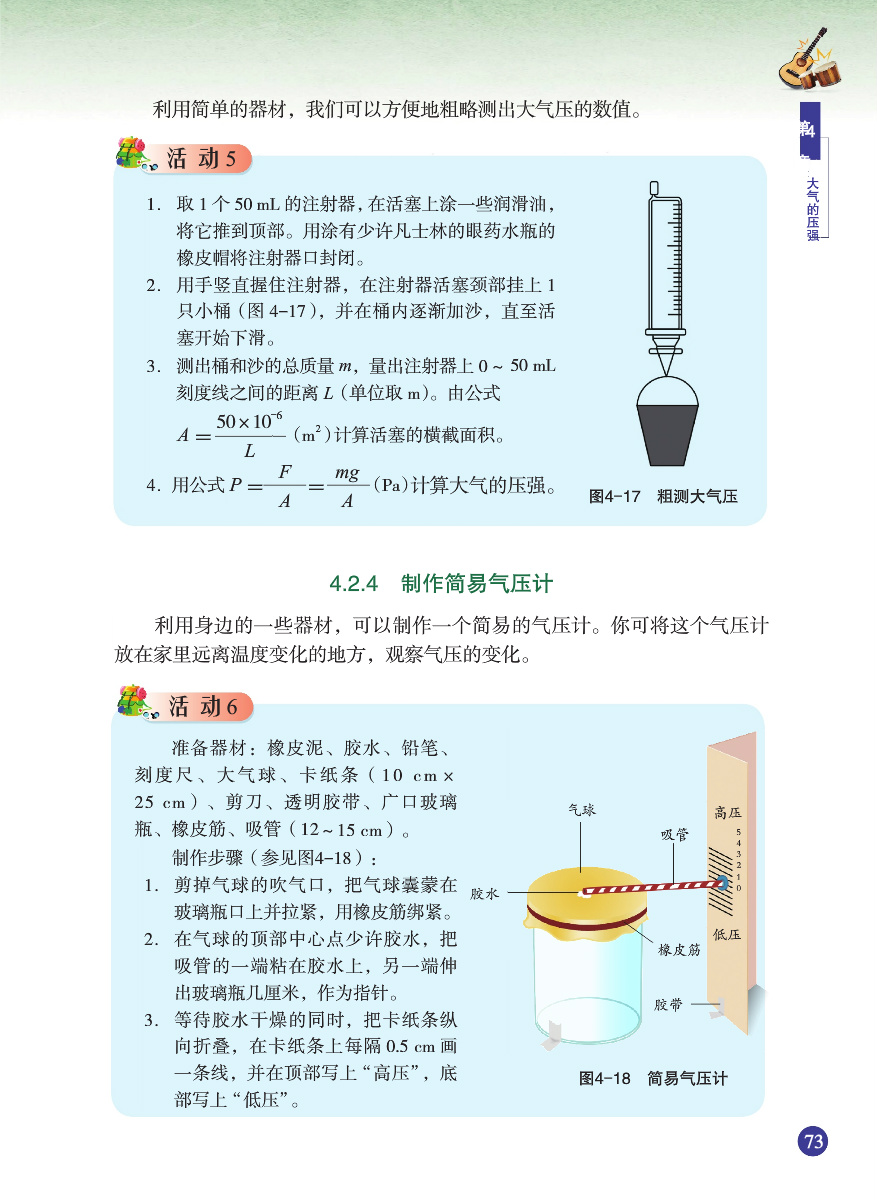 利用简单的器材，我们可以方便地粗略测出大气压的数值。
第4
大气的压强
活 动 5
1. 取 1 个 50 mL 的注射器，在活塞上涂一些润滑油，
将它推到顶部。用涂有少许凡士林的眼药水瓶的
橡皮帽将注射器口封闭。
2. 用手竖直握住注射器，在注射器活塞颈部挂上 1
只小桶（图 4-17），并在桶内逐渐加沙，直至活
塞开始下滑。
3. 测出桶和沙的总质量 m，量出注射器上 0 ~ 50 mL
刻度线之间的距离 L（单位取 m）。由公式
A = 50×10⁻⁶/L （m²）计算活塞的横截面积。
4. 用公式 P = F/A = mg/A （Pa）计算大气的压强。
图4-17 粗测大气压
4.2.4 制作简易气压计
利用身边的一些器材，可以制作一个简易的气压计。你可将这个气压计
放在家里远离温度变化的地方，观察气压的变化。
活 动 6
准备器材：橡皮泥、胶水、铅笔、
刻度尺、大气球、卡纸条（10 cm ×
25 cm）、剪刀、透明胶带、广口玻璃
瓶、橡皮筋、吸管（12 ~ 15 cm）。
制作步骤（参见图4-18）：
1. 剪掉气球的吹气口，把气球囊蒙在
玻璃瓶口上并拉紧，用橡皮筋绑紧。
2. 在气球的顶部中心点少许胶水，把
吸管的一端粘在胶水上，另一端伸
出玻璃瓶几厘米，作为指针。
3. 等待胶水干燥的同时，把卡纸条纵
向折叠，在卡纸条上每隔 0.5 cm 画
一条线，并在顶部写上“高压”，底
部写上“低压”。
气球
吸管
胶水
橡皮筋
胶带
高压
5
4
3
2
1
0
低压
图4-18 简易气压计
73